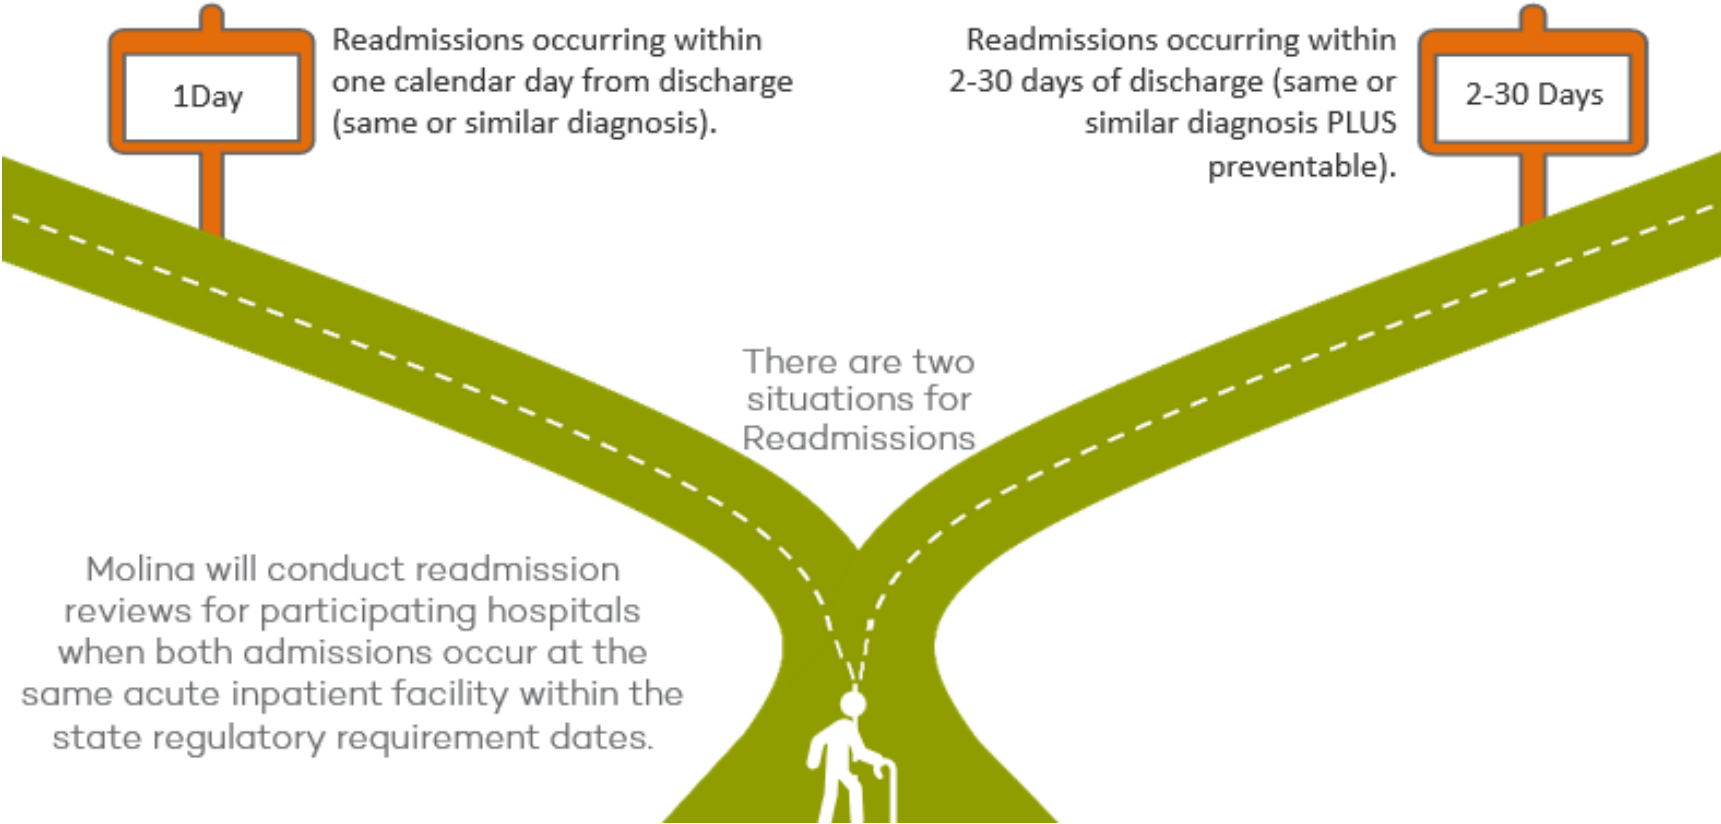 1Day
Readmissions occurring within
one calendar day from discharge
(same or similar diagnosis).
Readmissions occurring within
2-30 days of discharge (same or
similar diagnosis PLUS
preventable).
2-30 Days
There are two
situations for
Readmissions
Molina will conduct readmission
reviews for participating hospitals
when both admissions occur at the
same acute inpatient facility within the
state regulatory requirement dates.